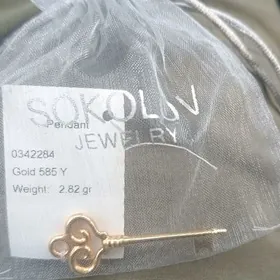 SOKOLOV
JEWELRY
Pendant
0342284
Gold 585 Y
Weight: 2.82 gr